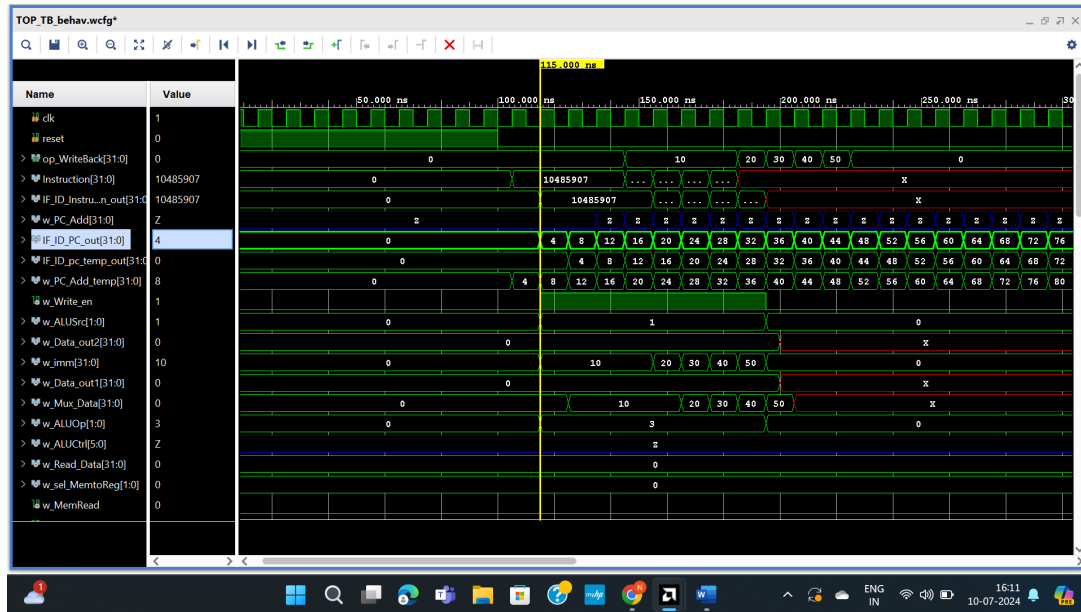 TOP_TB_behav.wcfg*
115.000 ns
Name Value
50.000 ns 100.000 ns 150.000 ns 200.000 ns 250.000 ns 30
clk 1
reset 0
op_WriteBack[31:0] 0 0 10 20 30 40 50 0
Instruction[31:0] 10485907 0 10485907 ... ... ... ... X
IF_ID_Instru...n_out[31:0 10485907 0 10485907 ... ... ... ... X
w_PC_Add[31:0] Z z z z z z z z z z z z z z z z z z
IF_ID_PC_out[31:0] 4 0 4 8 12 16 20 24 28 32 36 40 44 48 52 56 60 64 68 72 76
IF_ID_pc_temp_out[31:0 0 0 4 8 12 16 20 24 28 32 36 40 44 48 52 56 60 64 68 72
w_PC_Add_temp[31:0] 8 0 4 8 12 16 20 24 28 32 36 40 44 48 52 56 60 64 68 72 76 80
w_Write_en 1
w_ALUSrc[1:0] 1 0 1 0
w_Data_out2[31:0] 0 0 X
w_imm[31:0] 10 0 10 20 30 40 50 0
w_Data_out1[31:0] 0 0 X
w_Mux_Data[31:0] 0 0 10 20 30 40 50 X
w_ALUOp[1:0] 3 0 3 0
w_ALUCtrl[5:0] Z z
w_Read_Data[31:0] 0 0
w_sel_MemtoReg[1:0] 0 0
w_MemRead 0
1
myhp
N
W
ENG
IN
16:11
10-07-2024
PRE